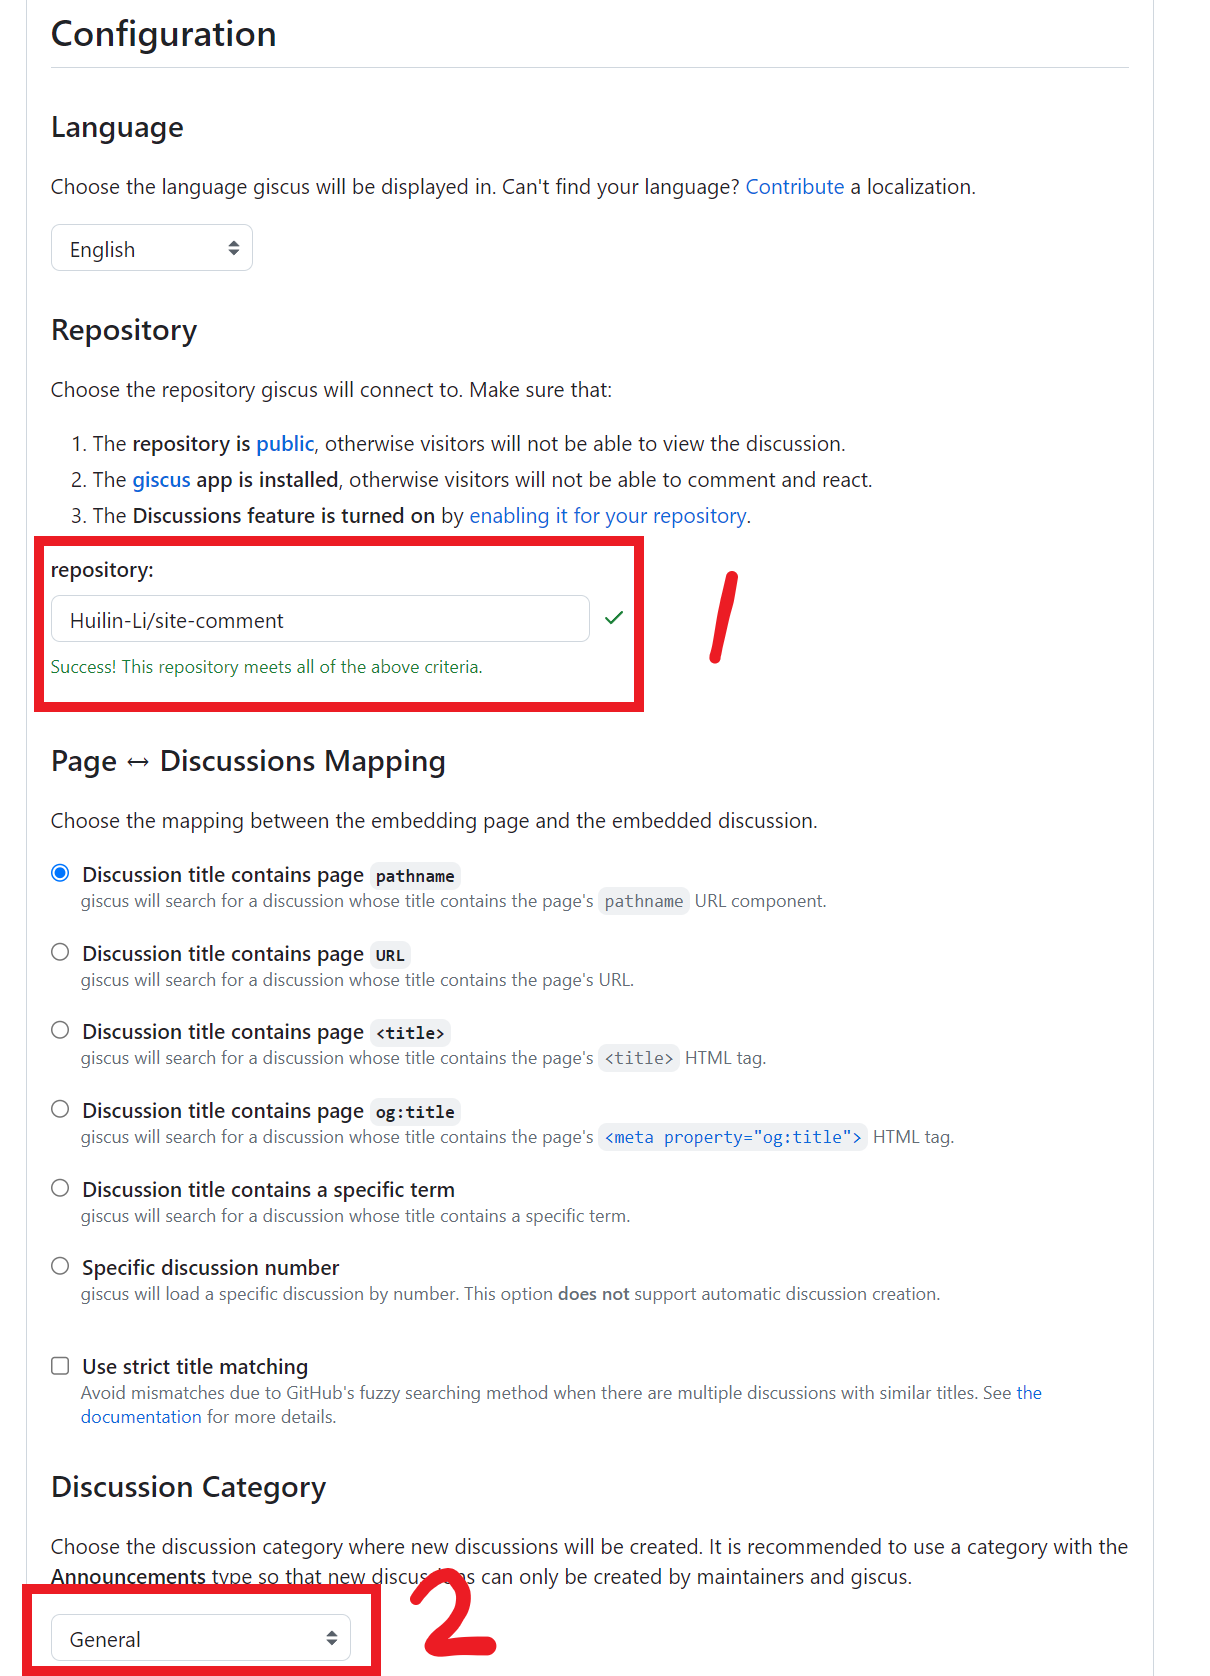 Configuration
Language
Choose the language giscus will be displayed in. Can't find your language? Contribute a localization.
English
Repository
Choose the repository giscus will connect to. Make sure that:
1. The repository is public, otherwise visitors will not be able to view the discussion.
2. The giscus app is installed, otherwise visitors will not be able to comment and react.
3. The Discussions feature is turned on by enabling it for your repository.
repository:
Huilin-Li/site-comment
1
Success! This repository meets all of the above criteria.
Page ↔ Discussions Mapping
Choose the mapping between the embedding page and the embedded discussion.
Discussion title contains page pathname
giscus will search for a discussion whose title contains the page's pathname URL component.
Discussion title contains page URL
giscus will search for a discussion whose title contains the page's URL.
Discussion title contains page <title>
giscus will search for a discussion whose title contains the page's <title> HTML tag.
Discussion title contains page og:title
giscus will search for a discussion whose title contains the page's <meta property="og:title"> HTML tag.
Discussion title contains a specific term
giscus will search for a discussion whose title contains a specific term.
Specific discussion number
giscus will load a specific discussion by number. This option does not support automatic discussion creation.
Use strict title matching
Avoid mismatches due to GitHub's fuzzy searching method when there are multiple discussions with similar titles. See the
documentation for more details.
Discussion Category
Choose the discussion category where new discussions will be created. It is recommended to use a category with the
Announcements type so that new discussions can only be created by maintainers and giscus.
General
2